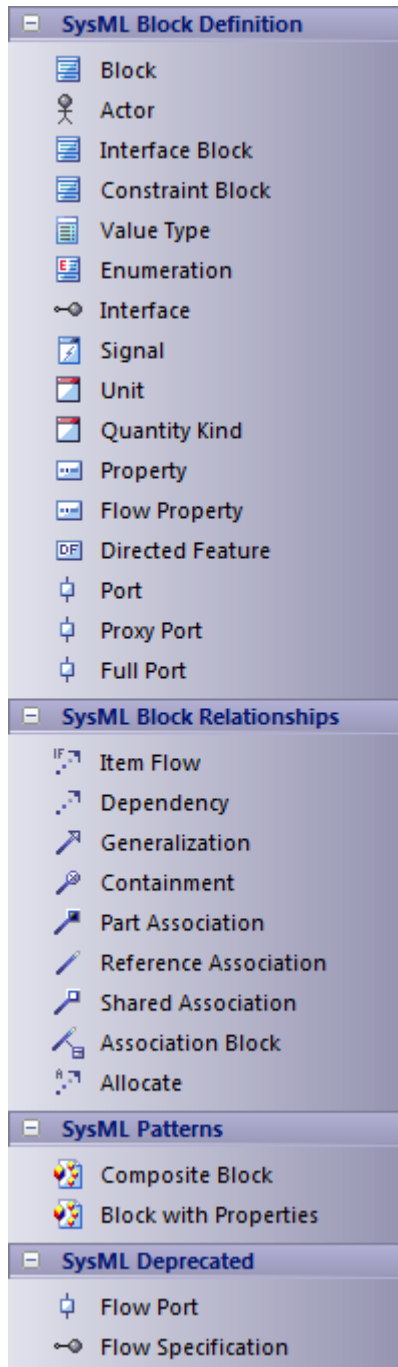 SysML Block Definition
Block
Actor
Interface Block
Constraint Block
Value Type
Enumeration
Interface
Signal
Unit
Quantity Kind
Property
Flow Property
DF Directed Feature
Port
Proxy Port
Full Port
SysML Block Relationships
IF Item Flow
Dependency
Generalization
Containment
Part Association
Reference Association
Shared Association
Association Block
A Allocate
SysML Patterns
Composite Block
Block with Properties
SysML Deprecated
Flow Port
Flow Specification